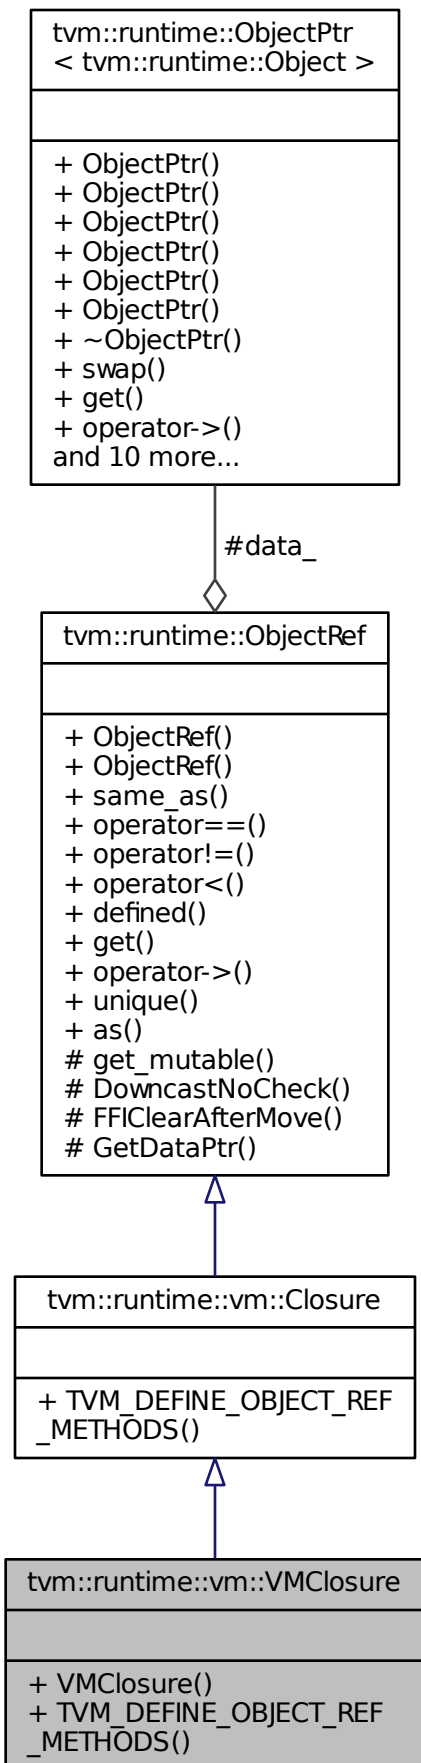 tvm::runtime::ObjectPtr
< tvm::runtime::Object >
+ ObjectPtr()
+ ObjectPtr()
+ ObjectPtr()
+ ObjectPtr()
+ ObjectPtr()
+ ObjectPtr()
+ ~ObjectPtr()
+ swap()
+ get()
+ operator->()
and 10 more...
#data_
tvm::runtime::ObjectRef
+ ObjectRef()
+ ObjectRef()
+ same_as()
+ operator==()
+ operator!=()
+ operator<()
+ defined()
+ get()
+ operator->()
+ unique()
+ as()
# get_mutable()
# DowncastNoCheck()
# FFIClearAfterMove()
# GetDataPtr()
tvm::runtime::vm::Closure
+ TVM_DEFINE_OBJECT_REF
_METHODS()
tvm::runtime::vm::VMClosure
+ VMClosure()
+ TVM_DEFINE_OBJECT_REF
_METHODS()